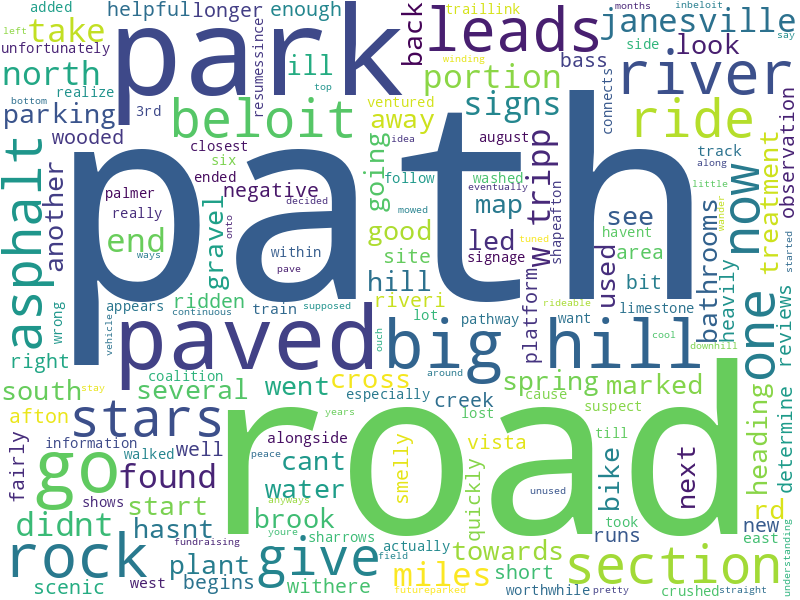 added
helpful
longer
enough
traillink
months
inbeloit
left
take
park
back
leads
janesville
say
unfortunately
winding
side
look
north
resumessince
ill
portion
bass
river
realize
top
bottom
3rd
beloit
ventured
signs
connects
ride
parking
away
wooded
closest
august
track
observation
asphalt
path
six
going
idea
w tripp
along
another
ended
follow
washed
now
treatment
palmer
negative
decided
eventually
little
really
onto
map
mowed
shapeafton
see
havent
bathrooms
wander
end
gravel
good
led
tuned
used
area
ways
within
site
signage
heavily
started
pave
hill
platform
bit
appears
ridden
riveri
rideable
limestone
one
reviews
wrong
vehicle
continuous
train
supposed
lot
pathway
want
cool
right
paved
ouch
big
hill
downhill
coalition
around
south
stay
several
went
cross
spring
marked
especially
creek
cause
afton
stars
years
lost
suspect
heading
determine
road
fairly
information
alongside
vista
till
walked
well
peace
cant
smelly
quickly
bike
next
go
found
water
unused
shows
start
anyways
took
rd
didnt
youre
brook
sharrows
runs
new
hasnt
actually
east
rock
fundraising
give
field
towards
understanding
plant
west
begins
withere
miles
short
section
scenic
futureparked
worthwhile
pretty
crushed
straight